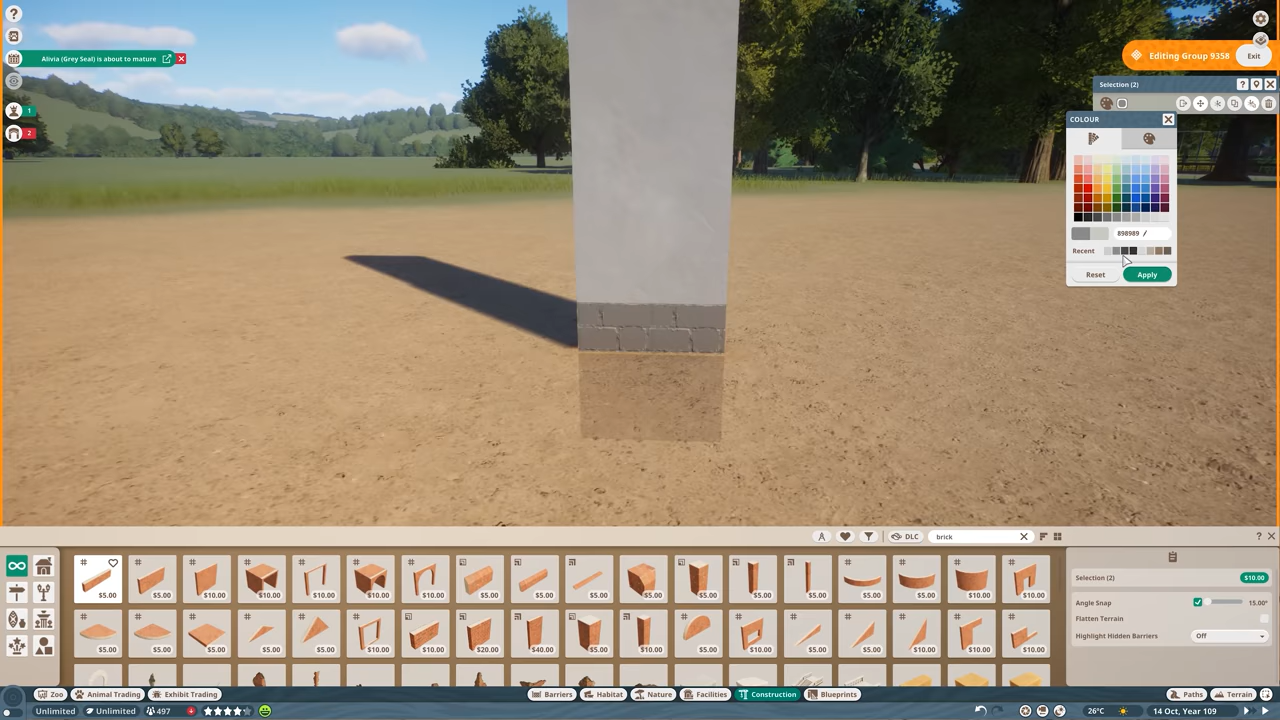 Alivia (Grey Seal) is about to mature
1
2
Editing Group 9358
Exit
Selection (2)
COLOUR
898989
Recent
Reset
Apply
DLC
brick
$5.00 $5.00 $10.00 $5.00 $10.00 $10.00 $10.00 $5.00 $5.00 $5.00 $5.00 $5.00 $5.00 $5.00 $5.00 $5.00 $10.00 $10.00
$5.00 $5.00 $5.00 $5.00 $5.00 $10.00 $10.00 $20.00 $40.00 $5.00 $10.00 $5.00 $10.00 $5.00 $5.00 $10.00 $10.00 $10.00
Selection (2)
$10.00
Angle Snap
15.00°
Flatten Terrain
Highlight Hidden Barriers
Off
Zoo
Animal Trading
Exhibit Trading
Barriers
Habitat
Nature
Facilities
Construction
Blueprints
Paths
Terrain
Unlimited
Unlimited
497
26°C
14 Oct, Year 109